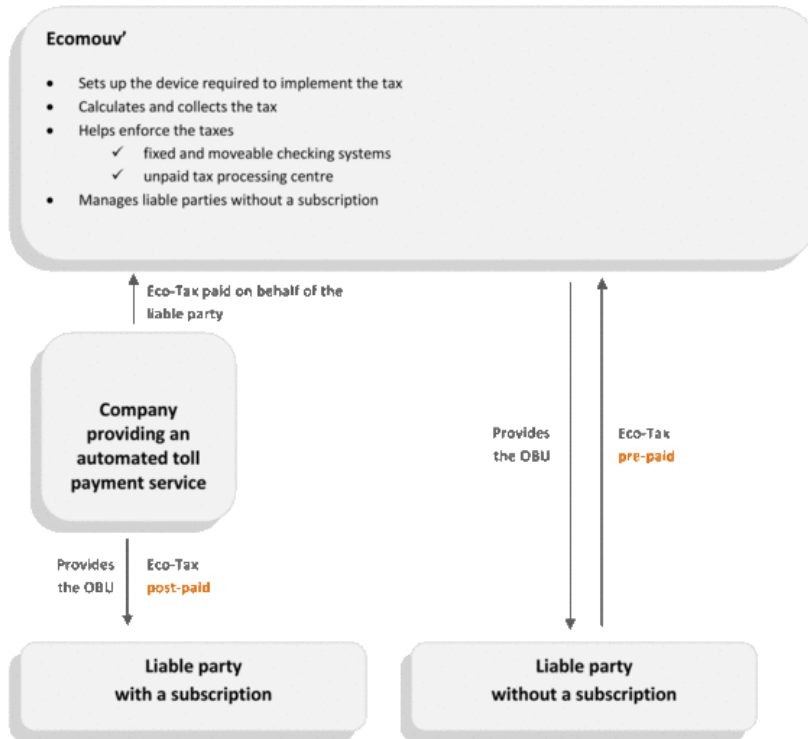 Ecomouv’
• Sets up the device required to implement the tax
• Calculates and collects the tax
• Helps enforce the taxes
✓ fixed and moveable checking systems
✓ unpaid tax processing centre
• Manages liable parties without a subscription
Eco-Tax paid on behalf of the
liable party
Company
providing an
automated toll
payment service
Provides
the OBU
Eco-Tax
pre-paid
Provides
the OBU
Eco-Tax
post-paid
Liable party
with a subscription
Liable party
without a subscription